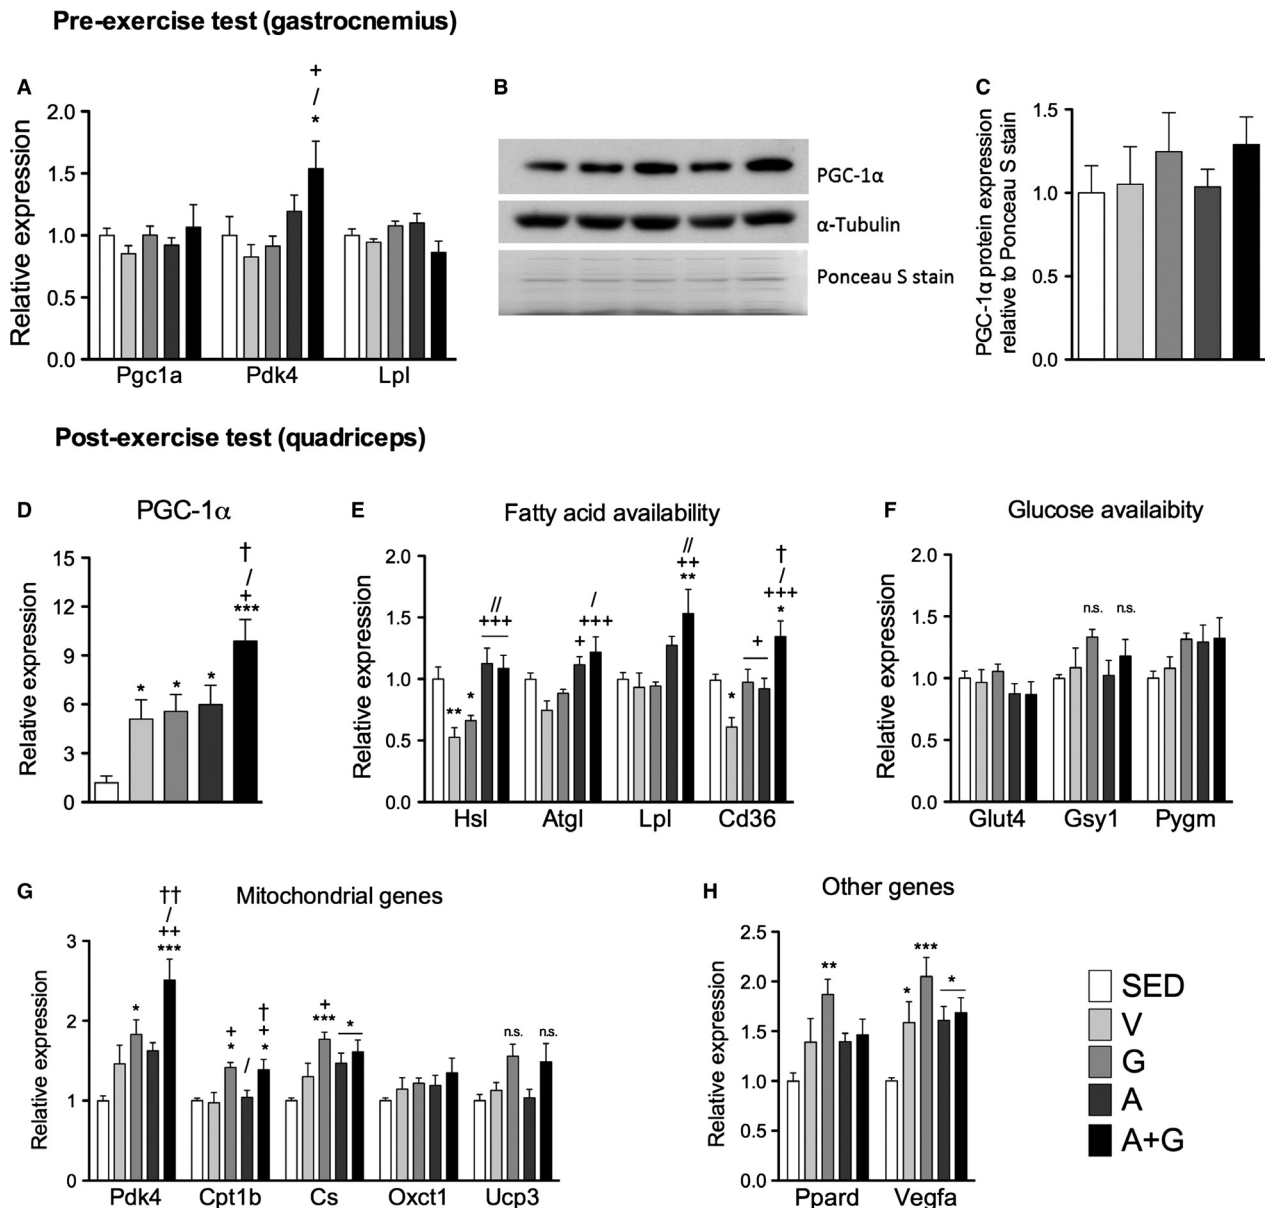 Pre-exercise test (gastrocnemius)
A
Relative expression
2.0
1.5
1.0
0.5
0.0
+
/
*
Pgc1a Pdk4 Lpl
B
PGC-1α
α-Tubulin
Ponceau S stain
C
PGC-1α protein expression
relative to Ponceau S stain
1.5
1.0
0.5
0.0
Post-exercise test (quadriceps)
D
PGC-1α
Relative expression
15
12
9
6
3
0
* * *
†
/
+
***
E
Fatty acid availability
Relative expression
2.0
1.5
1.0
0.5
0.0
** *
//
+++
+
/
+++
//
++
**
*
+
†
/
+++
*
Hsl Atgl Lpl Cd36
F
Glucose availaibity
Relative expression
2.0
1.5
1.0
0.5
0.0
n.s. n.s.
Glut4 Gsy1 Pygm
G
Mitochondrial genes
Relative expression
3
2
1
0
*
††
/
++
***
+
*
/
†
+
*
+
***
*
n.s. n.s.
Pdk4 Cpt1b Cs Oxct1 Ucp3
H
Other genes
Relative expression
2.5
2.0
1.5
1.0
0.5
0.0
**
* *** *
Ppard Vegfa
SED
V
G
A
A+G